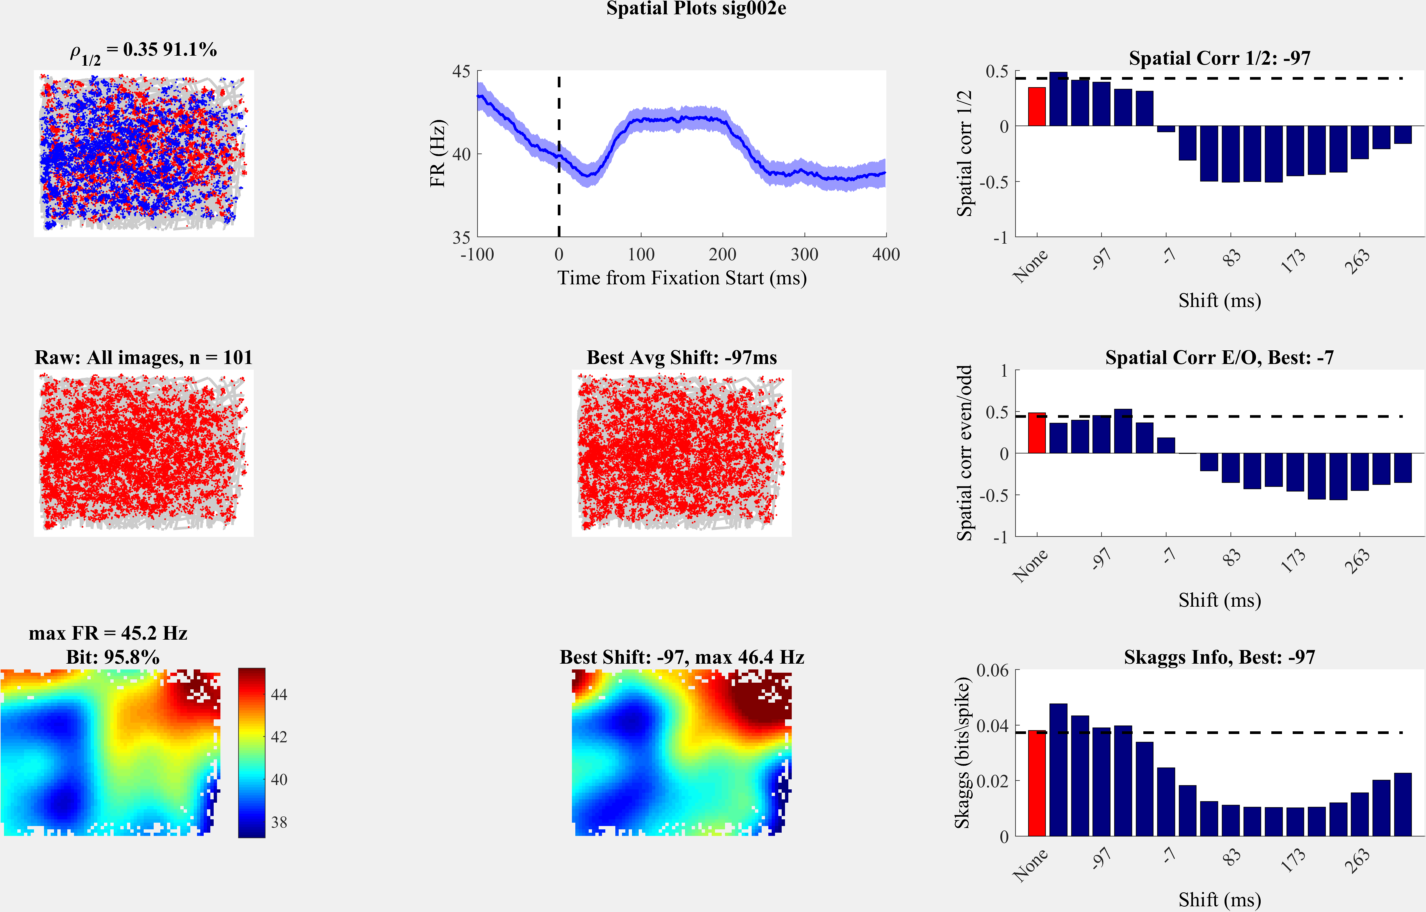 Spatial Plots sig002e
ρ1/2 = 0.35 91.1%
45
40
35
FR (Hz)
-100 0 100 200 300 400
Time from Fixation Start (ms)
Spatial Corr 1/2: -97
0.5
0
-0.5
-1
Spatial corr 1/2
None -97 -7 83 173 263
Shift (ms)
Raw: All images, n = 101
Best Avg Shift: -97ms
Spatial Corr E/O, Best: -7
1
0.5
0
-0.5
-1
Spatial corr even/odd
None -97 -7 83 173 263
Shift (ms)
max FR = 45.2 Hz
Bit: 95.8%
44
42
40
38
Best Shift: -97, max 46.4 Hz
Skaggs Info, Best: -97
0.06
0.04
0.02
0
Skaggs (bits\spike)
None -97 -7 83 173 263
Shift (ms)